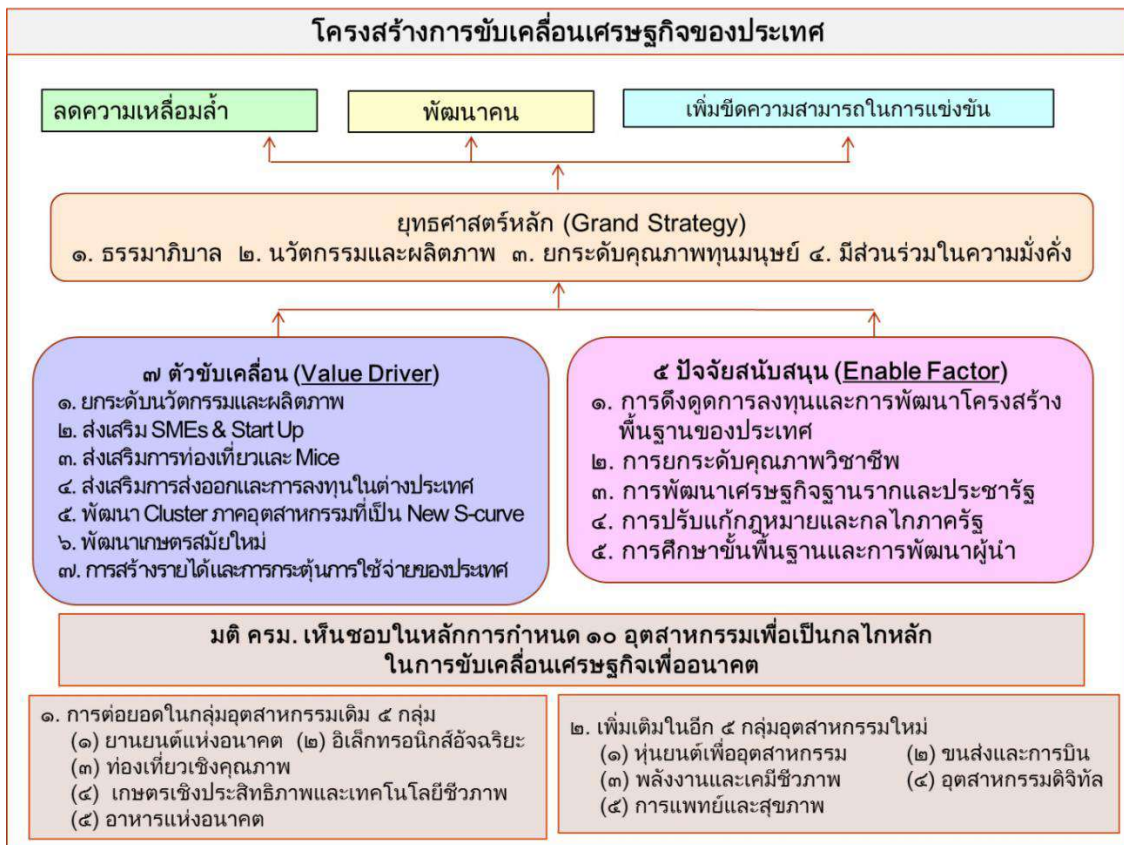 โครงสร้างการขับเคลื่อนเศรษฐกิจของประเทศ
ลดความเหลื่อมล้ำ
พัฒนาคน
เพิ่มขีดความสามารถในการแข่งขัน
ยุทธศาสตร์หลัก (Grand Strategy)
๑. ธรรมาภิบาล ๒. นวัตกรรมและผลิตภาพ ๓. ยกระดับคุณภาพทุนมนุษย์ ๔. มีส่วนร่วมในความมั่งคั่ง
๗ ตัวขับเคลื่อน (Value Driver)
๑. ยกระดับนวัตกรรมและผลิตภาพ
๒. ส่งเสริม SMEs & Start Up
๓. ส่งเสริมการท่องเที่ยวและ Mice
๔. ส่งเสริมการส่งออกและการลงทุนในต่างประเทศ
๕. พัฒนา Cluster ภาคอุตสาหกรรมที่เป็น New S-curve
๖. พัฒนาเกษตรสมัยใหม่
๗. การสร้างรายได้และการกระตุ้นการใช้จ่ายของประเทศ
๕ ปัจจัยสนับสนุน (Enable Factor)
๑. การดึงดูดการลงทุนและการพัฒนาโครงสร้าง
พื้นฐานของประเทศ
๒. การยกระดับคุณภาพวิชาชีพ
๓. การพัฒนาเศรษฐกิจฐานรากและประชารัฐ
๔. การปรับแก้กฎหมายและกลไกภาครัฐ
๕. การศึกษาขั้นพื้นฐานและการพัฒนาผู้นำ
มติ ครม. เห็นชอบในหลักการกำหนด ๑๐ อุตสาหกรรมเพื่อเป็นกลไกหลัก
ในการขับเคลื่อนเศรษฐกิจเพื่ออนาคต
๑. การต่อยอดในกลุ่มอุตสาหกรรมเดิม ๕ กลุ่ม
(๑) ยานยนต์แห่งอนาคต (๒) อิเล็กทรอนิกส์อัจฉริยะ
(๓) ท่องเที่ยวเชิงคุณภาพ
(๔) เกษตรเชิงประสิทธิภาพและเทคโนโลยีชีวภาพ
(๕) อาหารแห่งอนาคต
๒. เพิ่มเติมในอีก ๕ กลุ่มอุตสาหกรรมใหม่
(๑) หุ่นยนต์เพื่ออุตสาหกรรม (๒) ขนส่งและการบิน
(๓) พลังงานและเคมีชีวภาพ (๔) อุตสาหกรรมดิจิทัล
(๕) การแพทย์และสุขภาพ